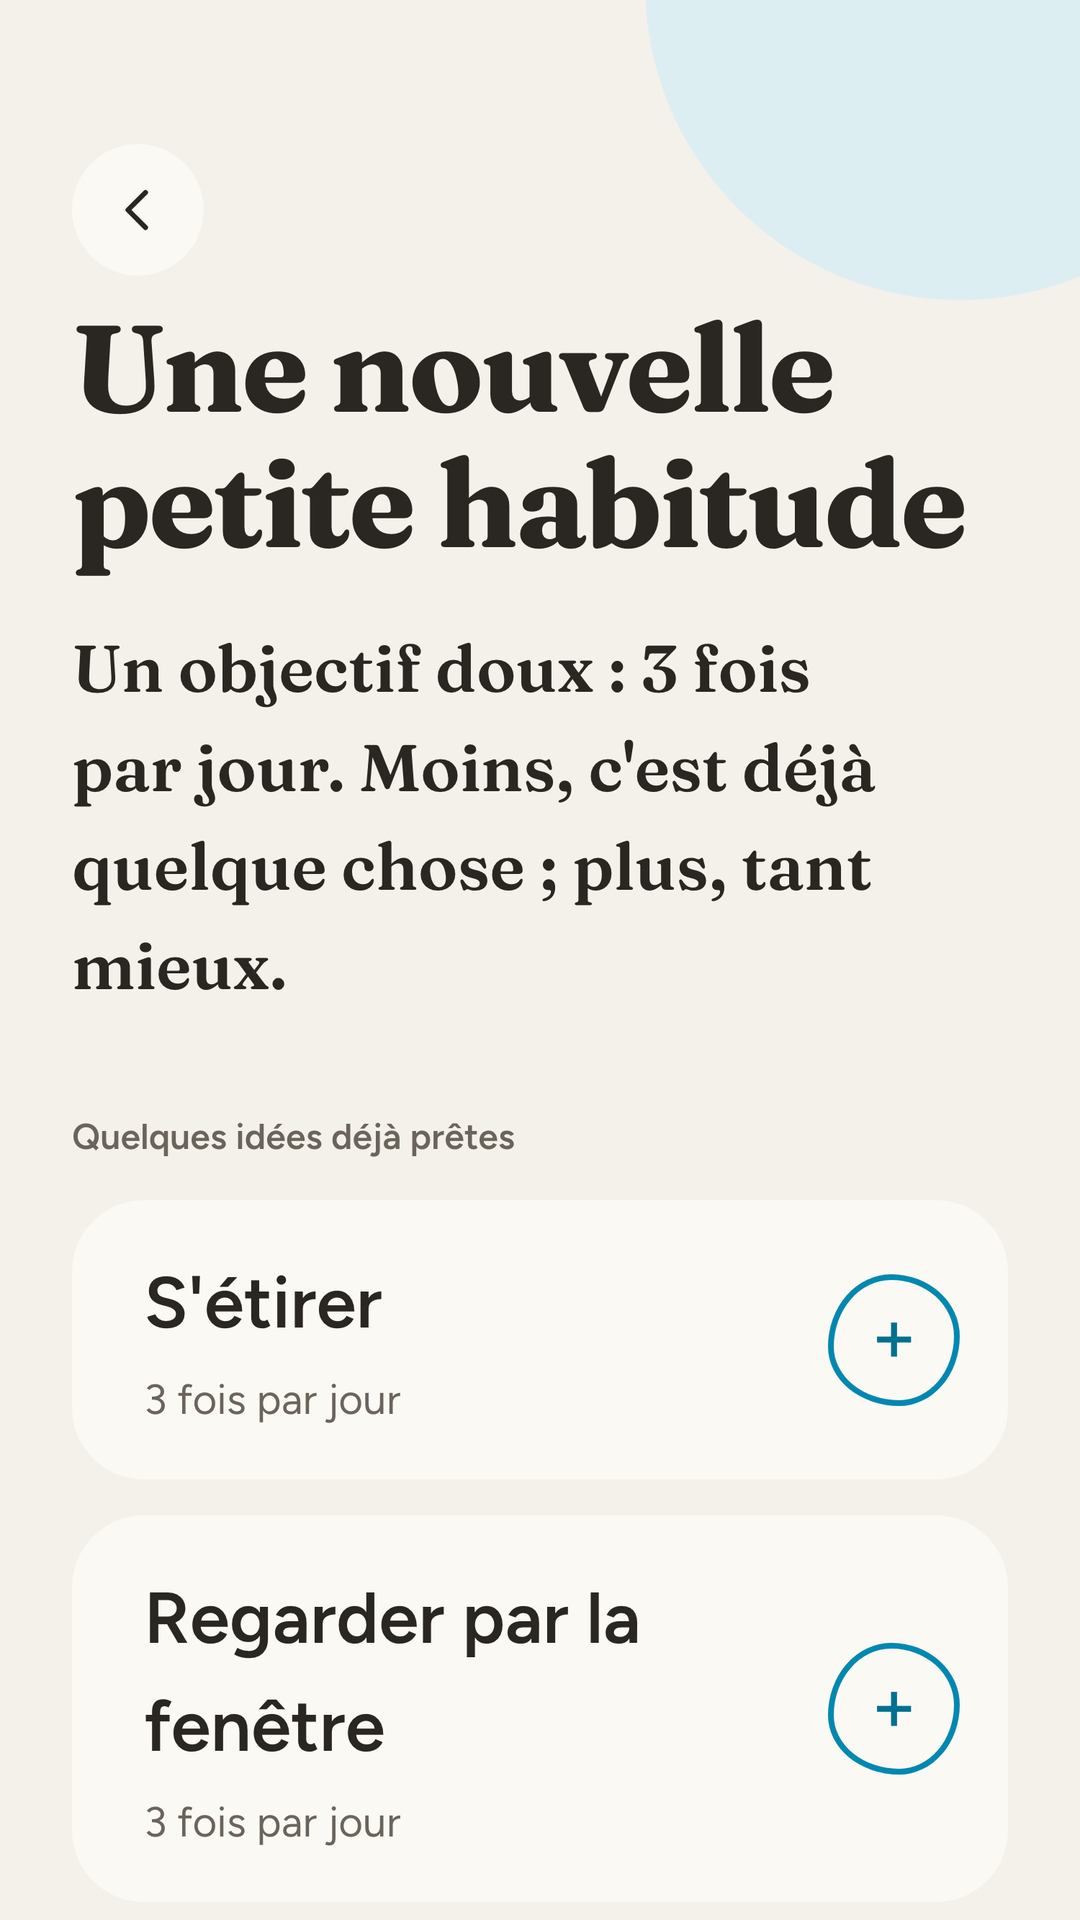 Une nouvelle
petite habitude
Un objectif doux : 3 fois
par jour. Moins, c'est déjà
quelque chose ; plus, tant
mieux.
Quelques idées déjà prêtes
S'étirer
3 fois par jour
+
Regarder par la
fenêtre
3 fois par jour
+